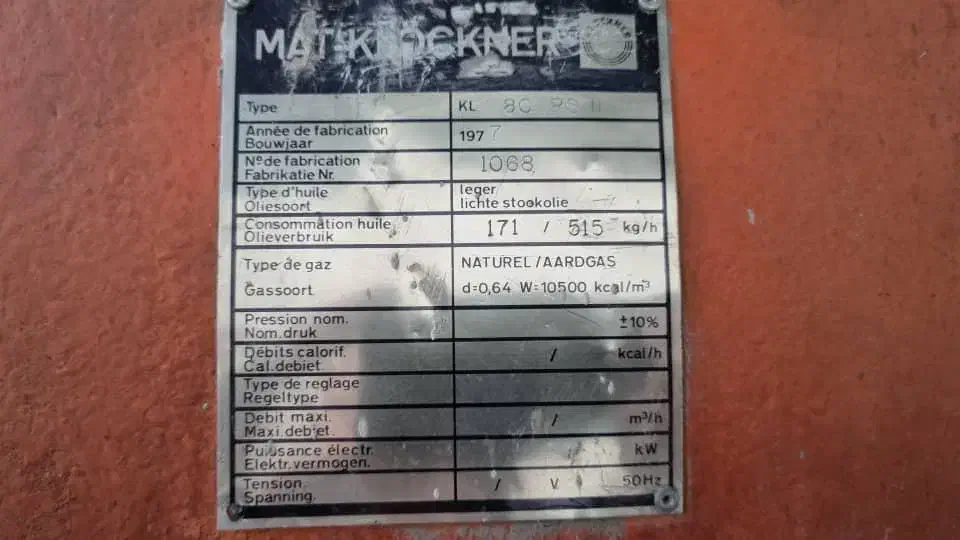 MAT-KLOCKNER
Type KL 80 RS II
Année de fabrication 1977
Bouwjaar
Nº de fabrication 1068
Fabrikatie Nr.
Type d'huile leger
Oliesoort lichte stookolie
Consommation huile 171 / 515 kg/h
Olieverbruik
Type de gaz NATUREL/AARDGAS
Gassoort d=0,64 W=10500 kcal/m³
Pression nom. ±10%
Nom.druk
Débits calorif. / kcal/h
Cal.debiet
Type de reglage
Regeltype
Debit maxi. / m³/h
Maxi.debiet
Puissance électr. kW
Elektr.vermogen.
Tension / V 50Hz
Spanning